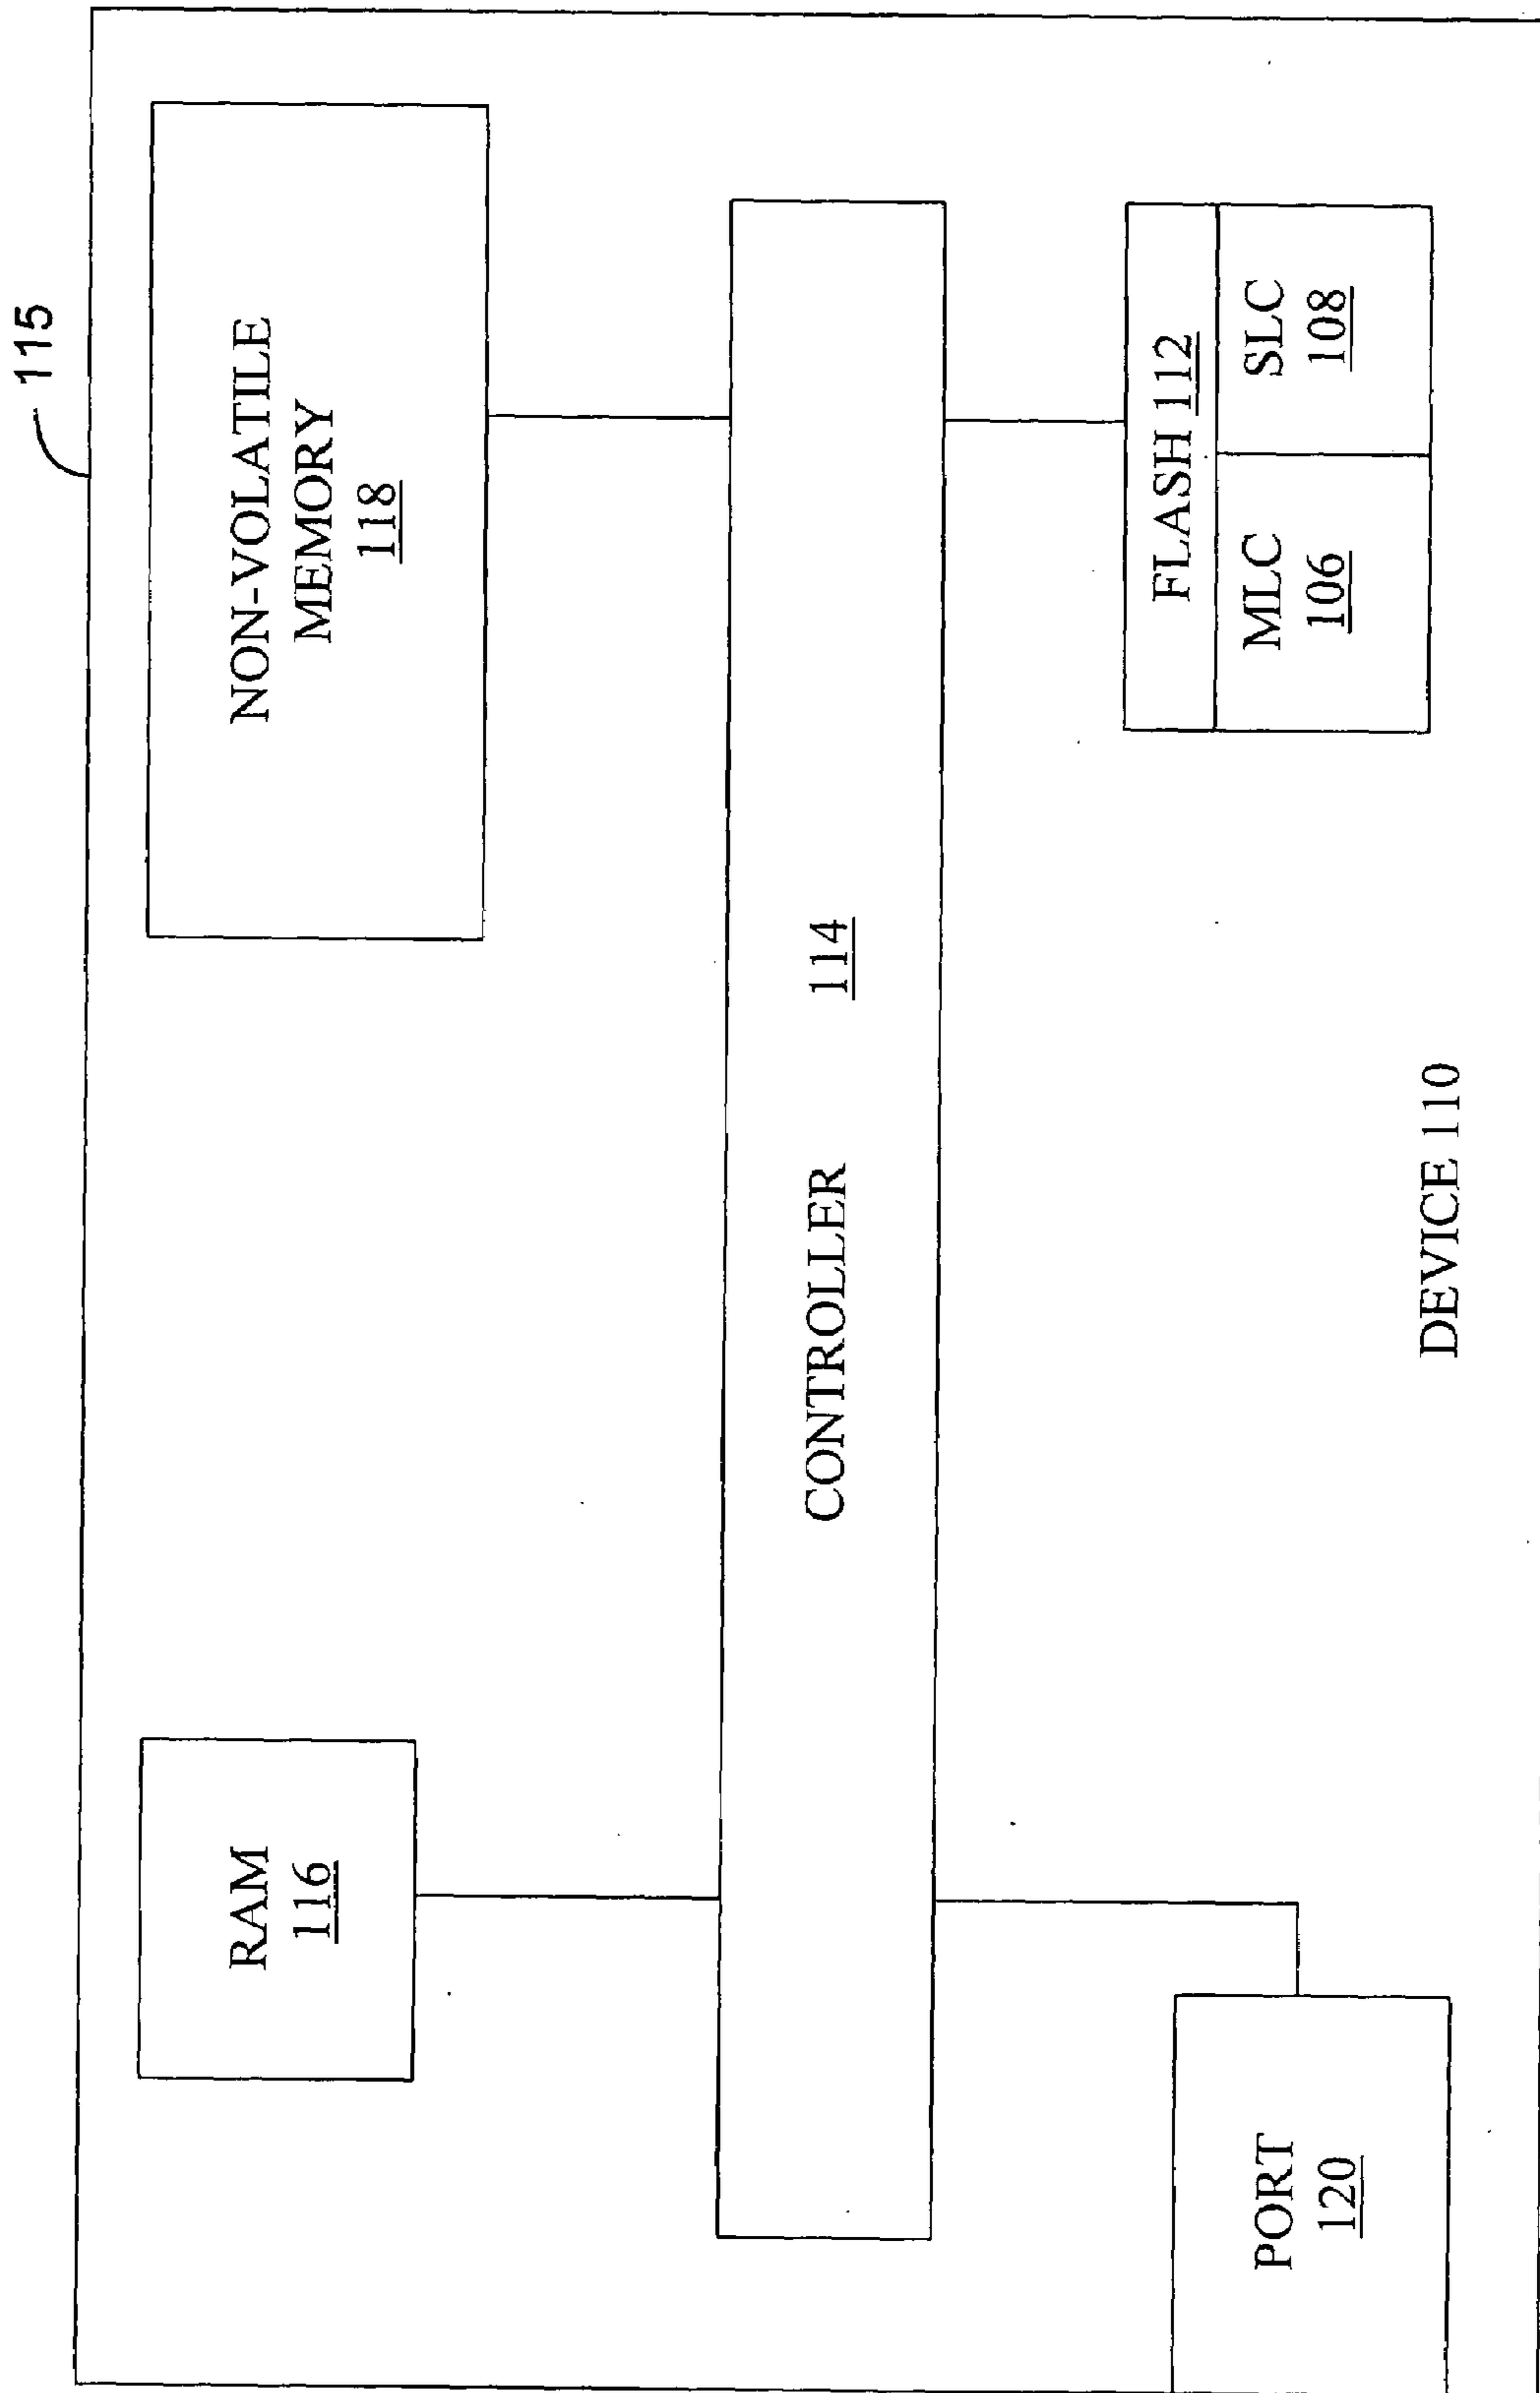 115
RAM
116
NON-VOLATILE
MEMORY
118
CONTROLLER 114
PORT
120
FLASH 112
MLC
106
SLC
108
DEVICE 110